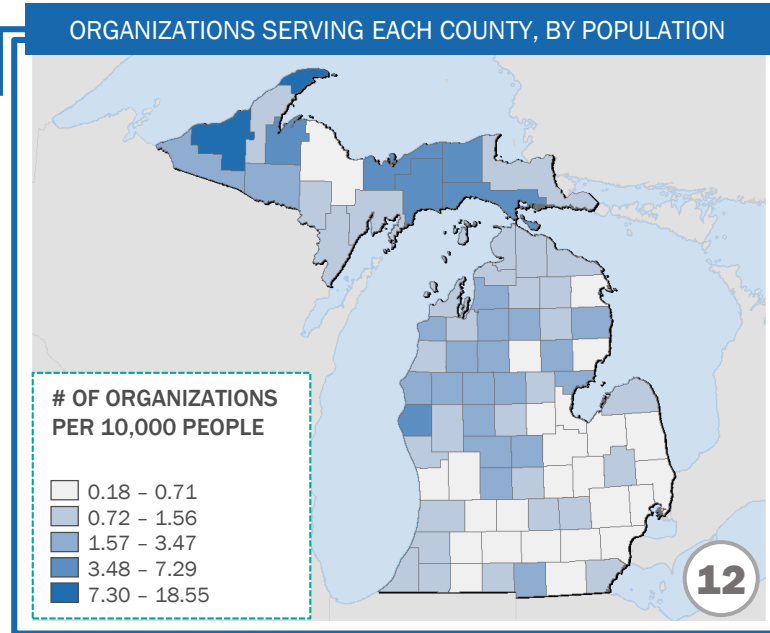 ORGANIZATIONS SERVING EACH COUNTY, BY POPULATION
# OF ORGANIZATIONS
PER 10,000 PEOPLE
0.18 – 0.71
0.72 – 1.56
1.57 – 3.47
3.48 – 7.29
7.30 – 18.55
12